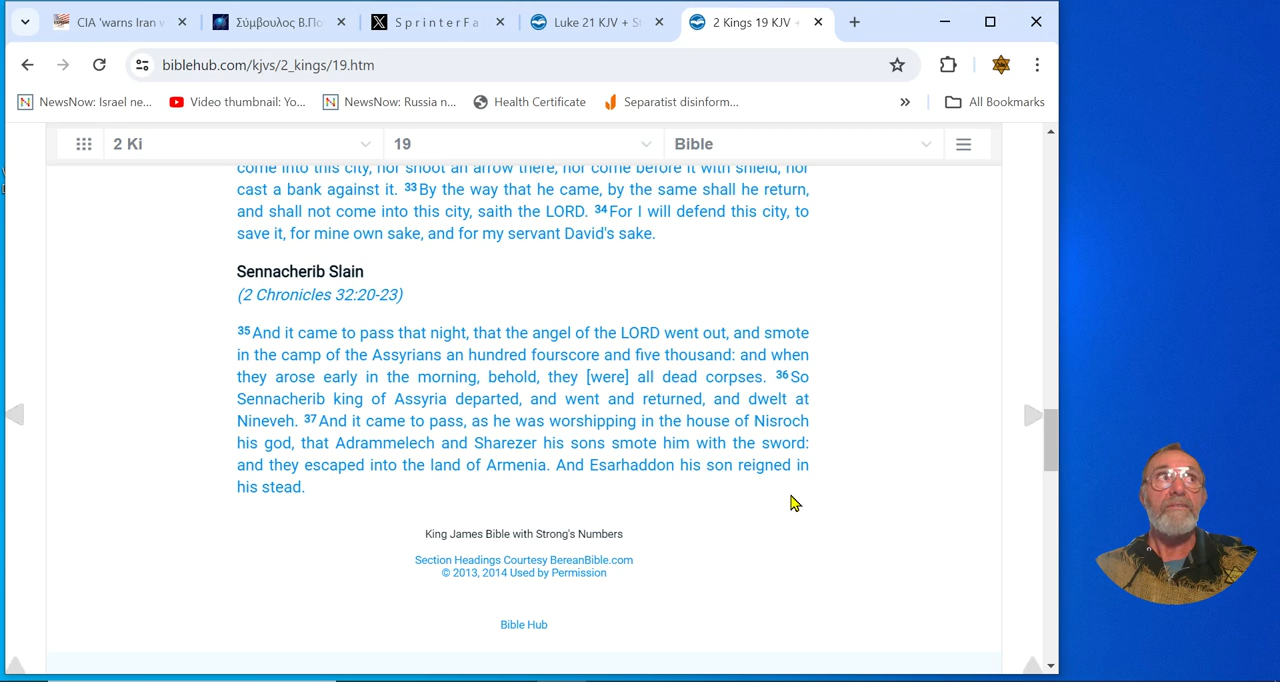 CIA 'warns Iran w
Σύμβουλος Β.Πο
S p r i n t e r F a
Luke 21 KJV + St
2 Kings 19 KJV +
biblehub.com/kjvs/2_kings/19.htm
NewsNow: Israel ne...
Video thumbnail: Yo...
NewsNow: Russia n...
Health Certificate
Separatist disinform...
»
All Bookmarks
2 Ki
19
Bible
come into this city, nor shoot an arrow there, nor come before it with shield, nor
cast a bank against it. 33 By the way that he came, by the same shall he return,
and shall not come into this city, saith the LORD. 34 For I will defend this city, to
save it, for mine own sake, and for my servant David's sake.
Sennacherib Slain
(2 Chronicles 32:20-23)
35 And it came to pass that night, that the angel of the LORD went out, and smote
in the camp of the Assyrians an hundred fourscore and five thousand: and when
they arose early in the morning, behold, they [were] all dead corpses. 36 So
Sennacherib king of Assyria departed, and went and returned, and dwelt at
Nineveh. 37 And it came to pass, as he was worshipping in the house of Nisroch
his god, that Adrammelech and Sharezer his sons smote him with the sword:
and they escaped into the land of Armenia. And Esarhaddon his son reigned in
his stead.
King James Bible with Strong's Numbers
Section Headings Courtesy BereanBible.com
© 2013, 2014 Used by Permission
Bible Hub